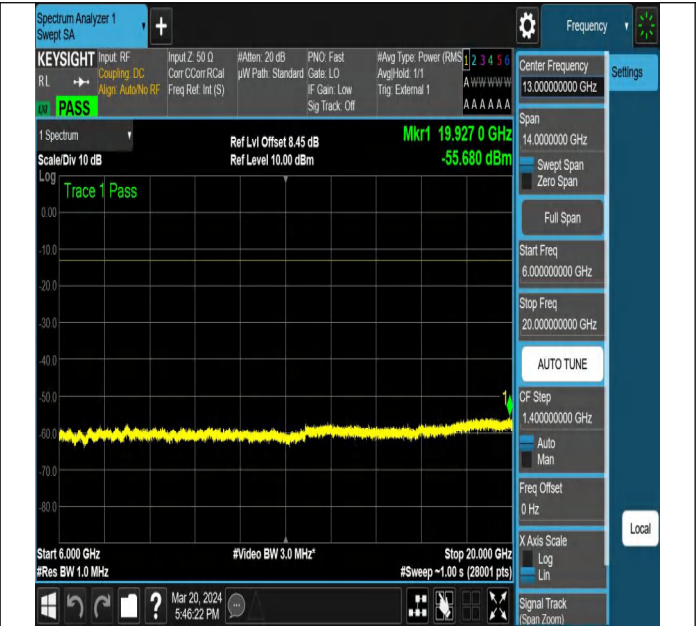 Spectrum Analyzer 1
Swept SA
+
Frequency
KEYSIGHT
RL
PASS
Input: RF
Coupling: DC
Align: Auto/No RF
Input Z: 50 Ω
Corr CCorr RCal
Freq Ref: Int (S)
#Atten: 20 dB
µW Path: Standard
PNO: Fast
Gate: LO
IF Gain: Low
Sig Track: Off
#Avg Type: Power (RMS
Avg|Hold: 1/1
Trig: External 1
1 2 3 4 5 6
A W W W W W
A A A A A A
Center Frequency
13.000000000 GHz
Settings
Span
14.0000000 GHz
Swept Span
Zero Span
Full Span
Start Freq
6.000000000 GHz
Stop Freq
20.000000000 GHz
AUTO TUNE
CF Step
1.400000000 GHz
Auto
Man
Freq Offset
0 Hz
X Axis Scale
Log
Lin
Signal Track
(Span Zoom)
Local
1 Spectrum
Scale/Div 10 dB
Ref Lvl Offset 8.45 dB
Ref Level 10.00 dBm
Mkr1 19.927 0 GHz
-55.680 dBm
Log
Trace 1 Pass
0.00
-10.0
-20.0
-30.0
-40.0
-50.0
1
-60.0
-70.0
-80.0
Start 6.000 GHz
#Res BW 1.0 MHz
#Video BW 3.0 MHz*
Stop 20.000 GHz
#Sweep ~1.00 s (28001 pts)
?
Mar 20, 2024
5:46:22 PM